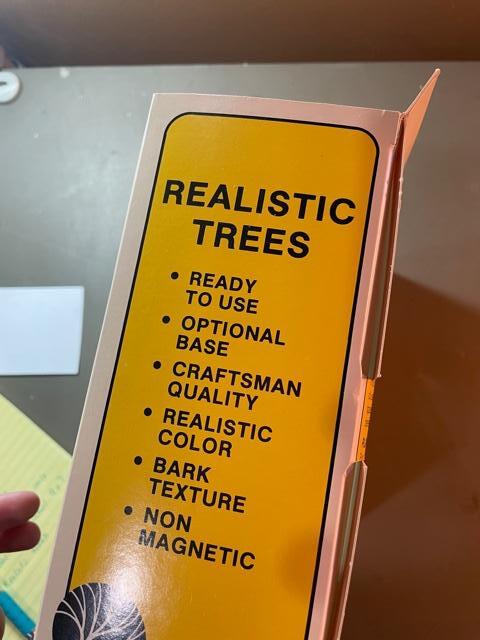 REALISTIC
TREES
• READY
TO USE
• OPTIONAL
BASE
• CRAFTSMAN
QUALITY
• REALISTIC
COLOR
• BARK
TEXTURE
• NON
MAGNETIC